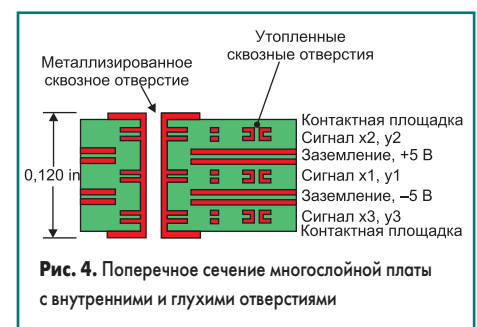 Утопленные
сквозные отверстия
Металлизированное
сквозное отверстие
Контактная площадка
Сигнал x2, y2
Заземление, +5 В
0,120 in
Сигнал x1, y1
Заземление, –5 В
Сигнал x3, y3
Контактная площадка
Рис. 4. Поперечное сечение многослойной платы
с внутренними и глухими отверстиями